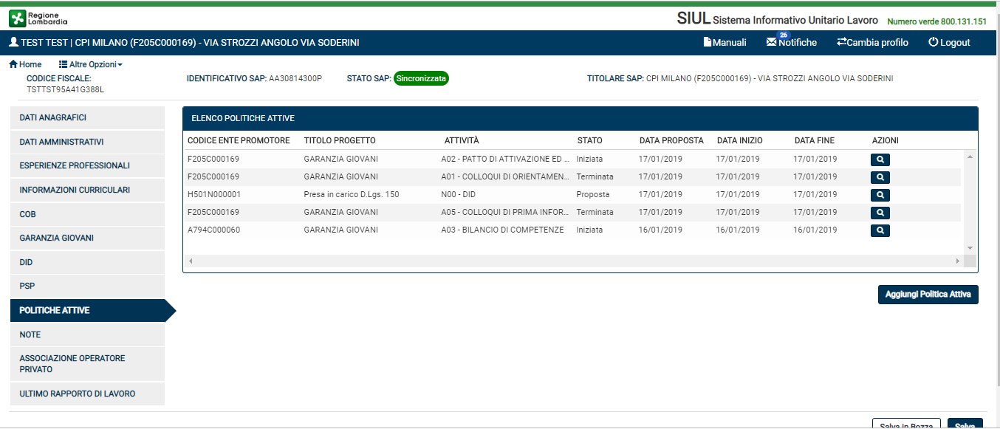 Regione
Lombardia
SIUL Sistema Informativo Unitario Lavoro Numero verde 800.131.151
TEST TEST | CPI MILANO (F205C000169) - VIA STROZZI ANGOLO VIA SODERINI
Manuali 26 Notifiche Cambia profilo Logout
Home Altre Opzioni
CODICE FISCALE:
TSTTST95A41G388L
IDENTIFICATIVO SAP: AA30814300P STATO SAP: Sincronizzata TITOLARE SAP: CPI MILANO (F205C000169) - VIA STROZZI ANGOLO VIA SODERINI
DATI ANAGRAFICI
DATI AMMINISTRATIVI
ESPERIENZE PROFESSIONALI
INFORMAZIONI CURRICULARI
COB
GARANZIA GIOVANI
DID
PSP
POLITICHE ATTIVE
NOTE
ASSOCIAZIONE OPERATORE
PRIVATO
ULTIMO RAPPORTO DI LAVORO
ELENCO POLITICHE ATTIVE
CODICE ENTE PROMOTORE TITOLO PROGETTO ATTIVITÀ STATO DATA PROPOSTA DATA INIZIO DATA FINE AZIONI
F205C000169 GARANZIA GIOVANI A02 - PATTO DI ATTIVAZIONE ED ... Iniziata 17/01/2019 17/01/2019 17/01/2019
F205C000169 GARANZIA GIOVANI A01 - COLLOQUI DI ORIENTAMEN... Terminata 17/01/2019 17/01/2019 17/01/2019
H501N000001 Presa in carico D.Lgs. 150 N00 - DID Proposta 17/01/2019 17/01/2019 17/01/2019
F205C000169 GARANZIA GIOVANI A05 - COLLOQUI DI PRIMA INFOR... Terminata 17/01/2019 17/01/2019 17/01/2019
A794C000060 GARANZIA GIOVANI A03 - BILANCIO DI COMPETENZE Iniziata 16/01/2019 16/01/2019 16/01/2019
Aggiungi Politica Attiva
Salva in Bozza Salva